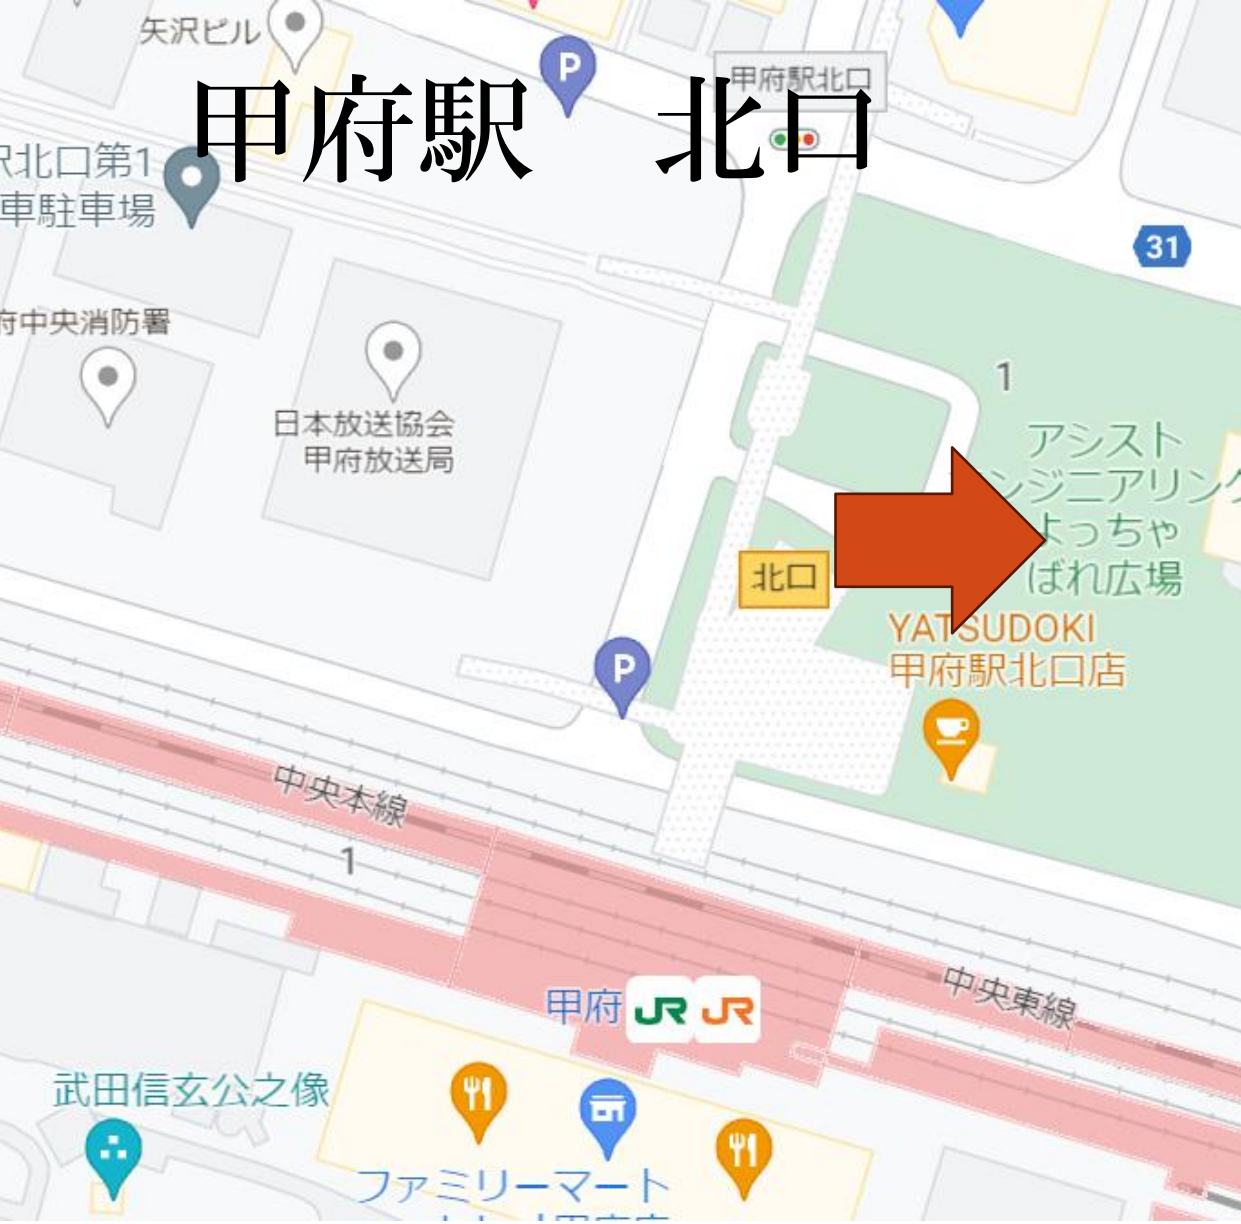 矢沢ビル
P
甲府駅北口
甲府駅 北口
駅北口第1
車駐車場
31
府中央消防署
日本放送協会
甲府放送局
1
アシスト
ンジニアリング
よっちゃ
ばれ広場
北口
YATSUDOKI
甲府駅北口店
P
中央本線
1
中央東線
甲府 JR JR
武田信玄公之像
ファミリーマート